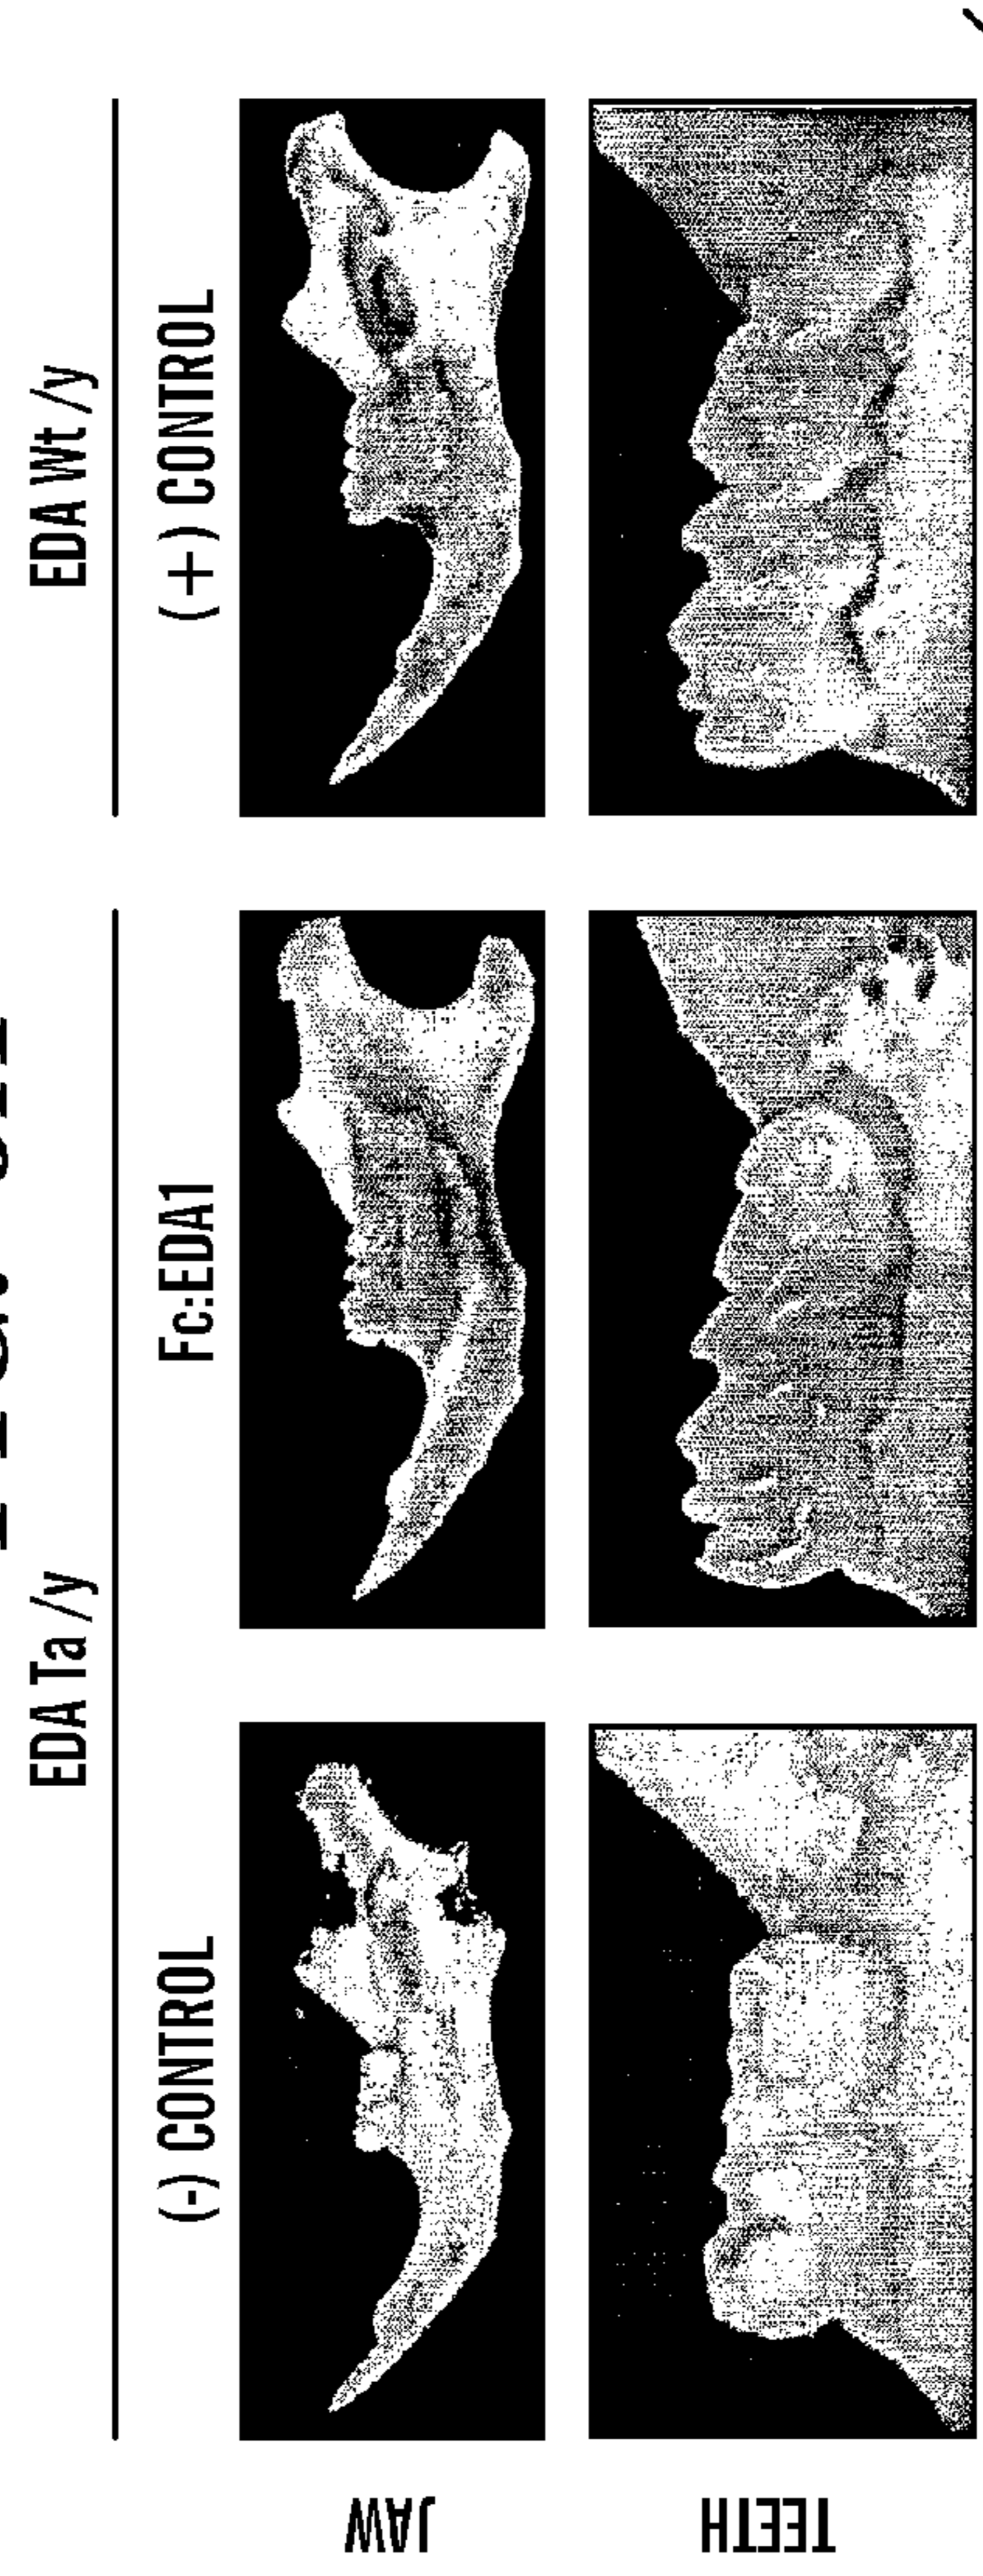 EDA Ta /y
EDA Wt /y
(-) CONTROL
Fc:EDA1
(+) CONTROL
JAW
TEETH